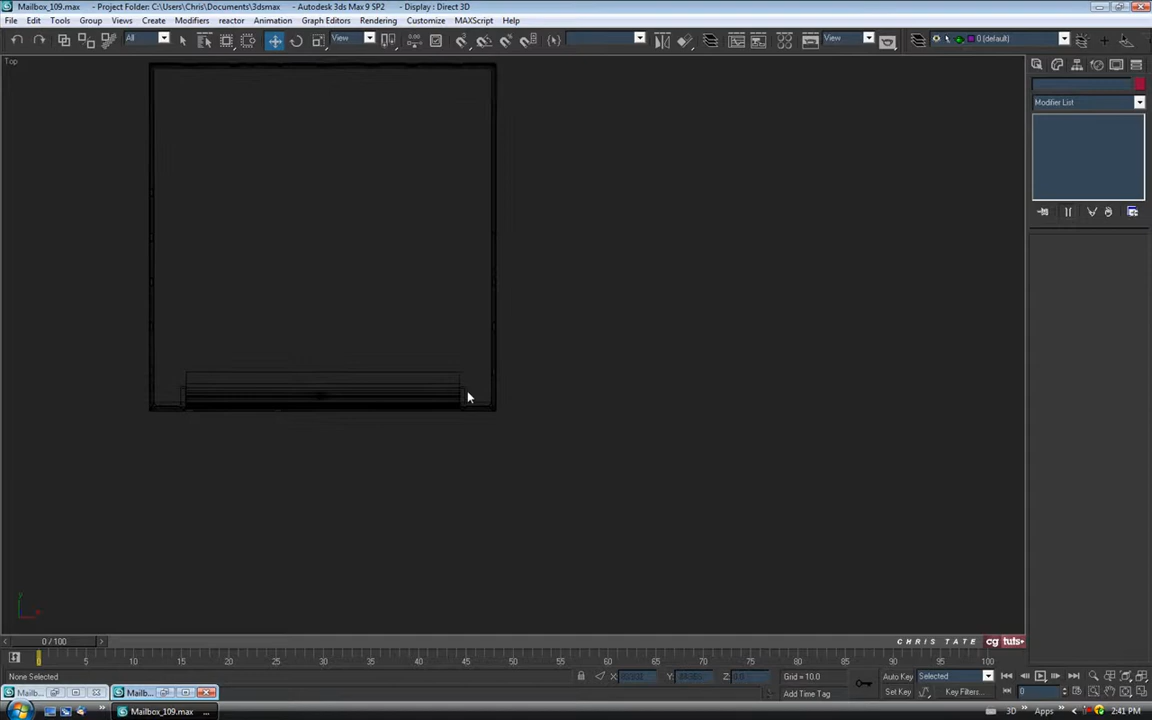 Mailbox_109.max - Project Folder: C:\Users\Chris\Documents\3dsmax - Autodesk 3ds Max 9 SP2 - Display : Direct 3D
File Edit Tools Group Views Create Modifiers reactor Animation Graph Editors Rendering Customize MAXScript Help
All View View 0 (default)
Top
Modifier List
0 / 100
CHRIS TATE cg tuts+
0 5 10 15 20 25 30 35 40 45 50 55 60 65 70 75 80 85 90 95 100
None Selected X: Y: Z: Grid = 10.0 Auto Key Selected
Add Time Tag Set Key Key Filters... 0
Mailb... Mailb... 3D Apps
Mailbox_109.max ... 2:41 PM